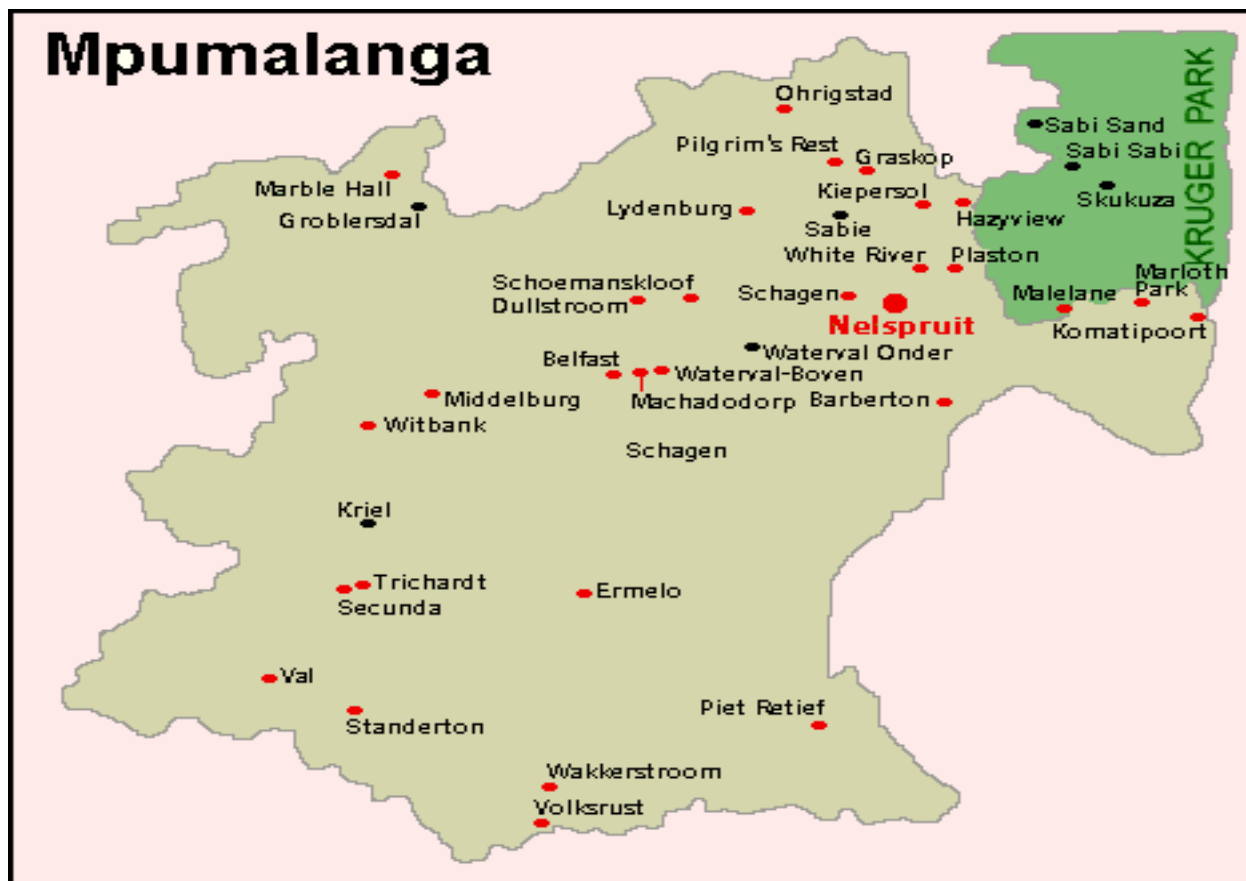 Mpumalanga
KRUGER PARK
Ohrigstad
Sabi Sand
Pilgrim's Rest
Graskop
Sabi Sabi
Marble Hall
Kiepersol
Skukuza
Groblersdal
Lydenburg
Sabie
Hazyview
White River
Plaston
Schoemanskloof
Dullstroom
Schagen
Malelane
Marloth
Park
Nelspruit
Komatipoort
Belfast
Waterval Onder
Waterval-Boven
Middelburg
Machadodorp
Barberton
Witbank
Schagen
Kriel
Trichardt
Secunda
Ermelo
Val
Piet Retief
Standerton
Wakkerstroom
Volksrust